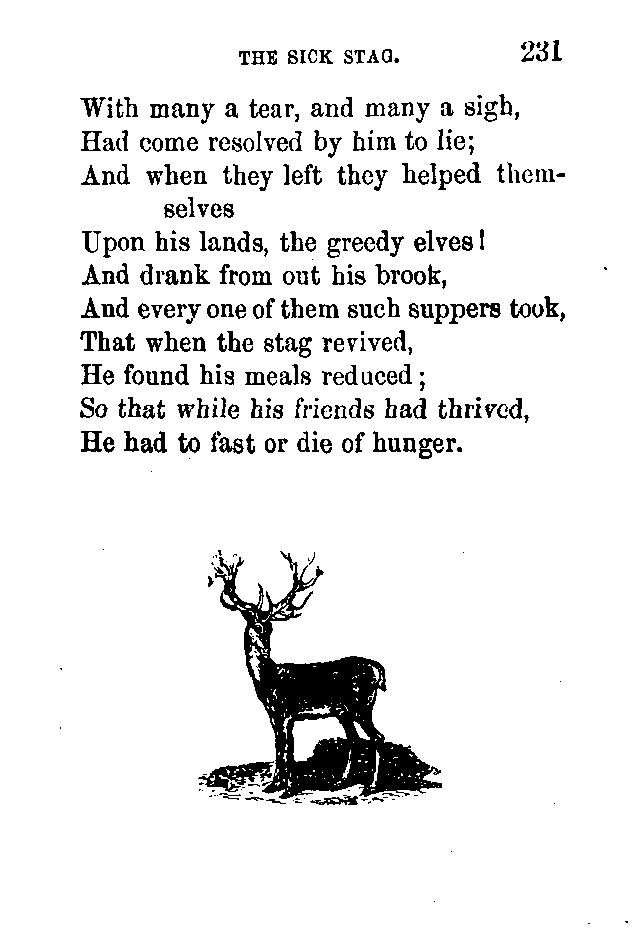 THE SICK STAG. 231
With many a tear, and many a sigh,
Had come resolved by him to lie;
And when they left they helped them-
selves
Upon his lands, the greedy elves!
And drank from out his brook,
And every one of them such suppers took,
That when the stag revived,
He found his meals reduced;
So that while his friends had thrived,
He had to fast or die of hunger.